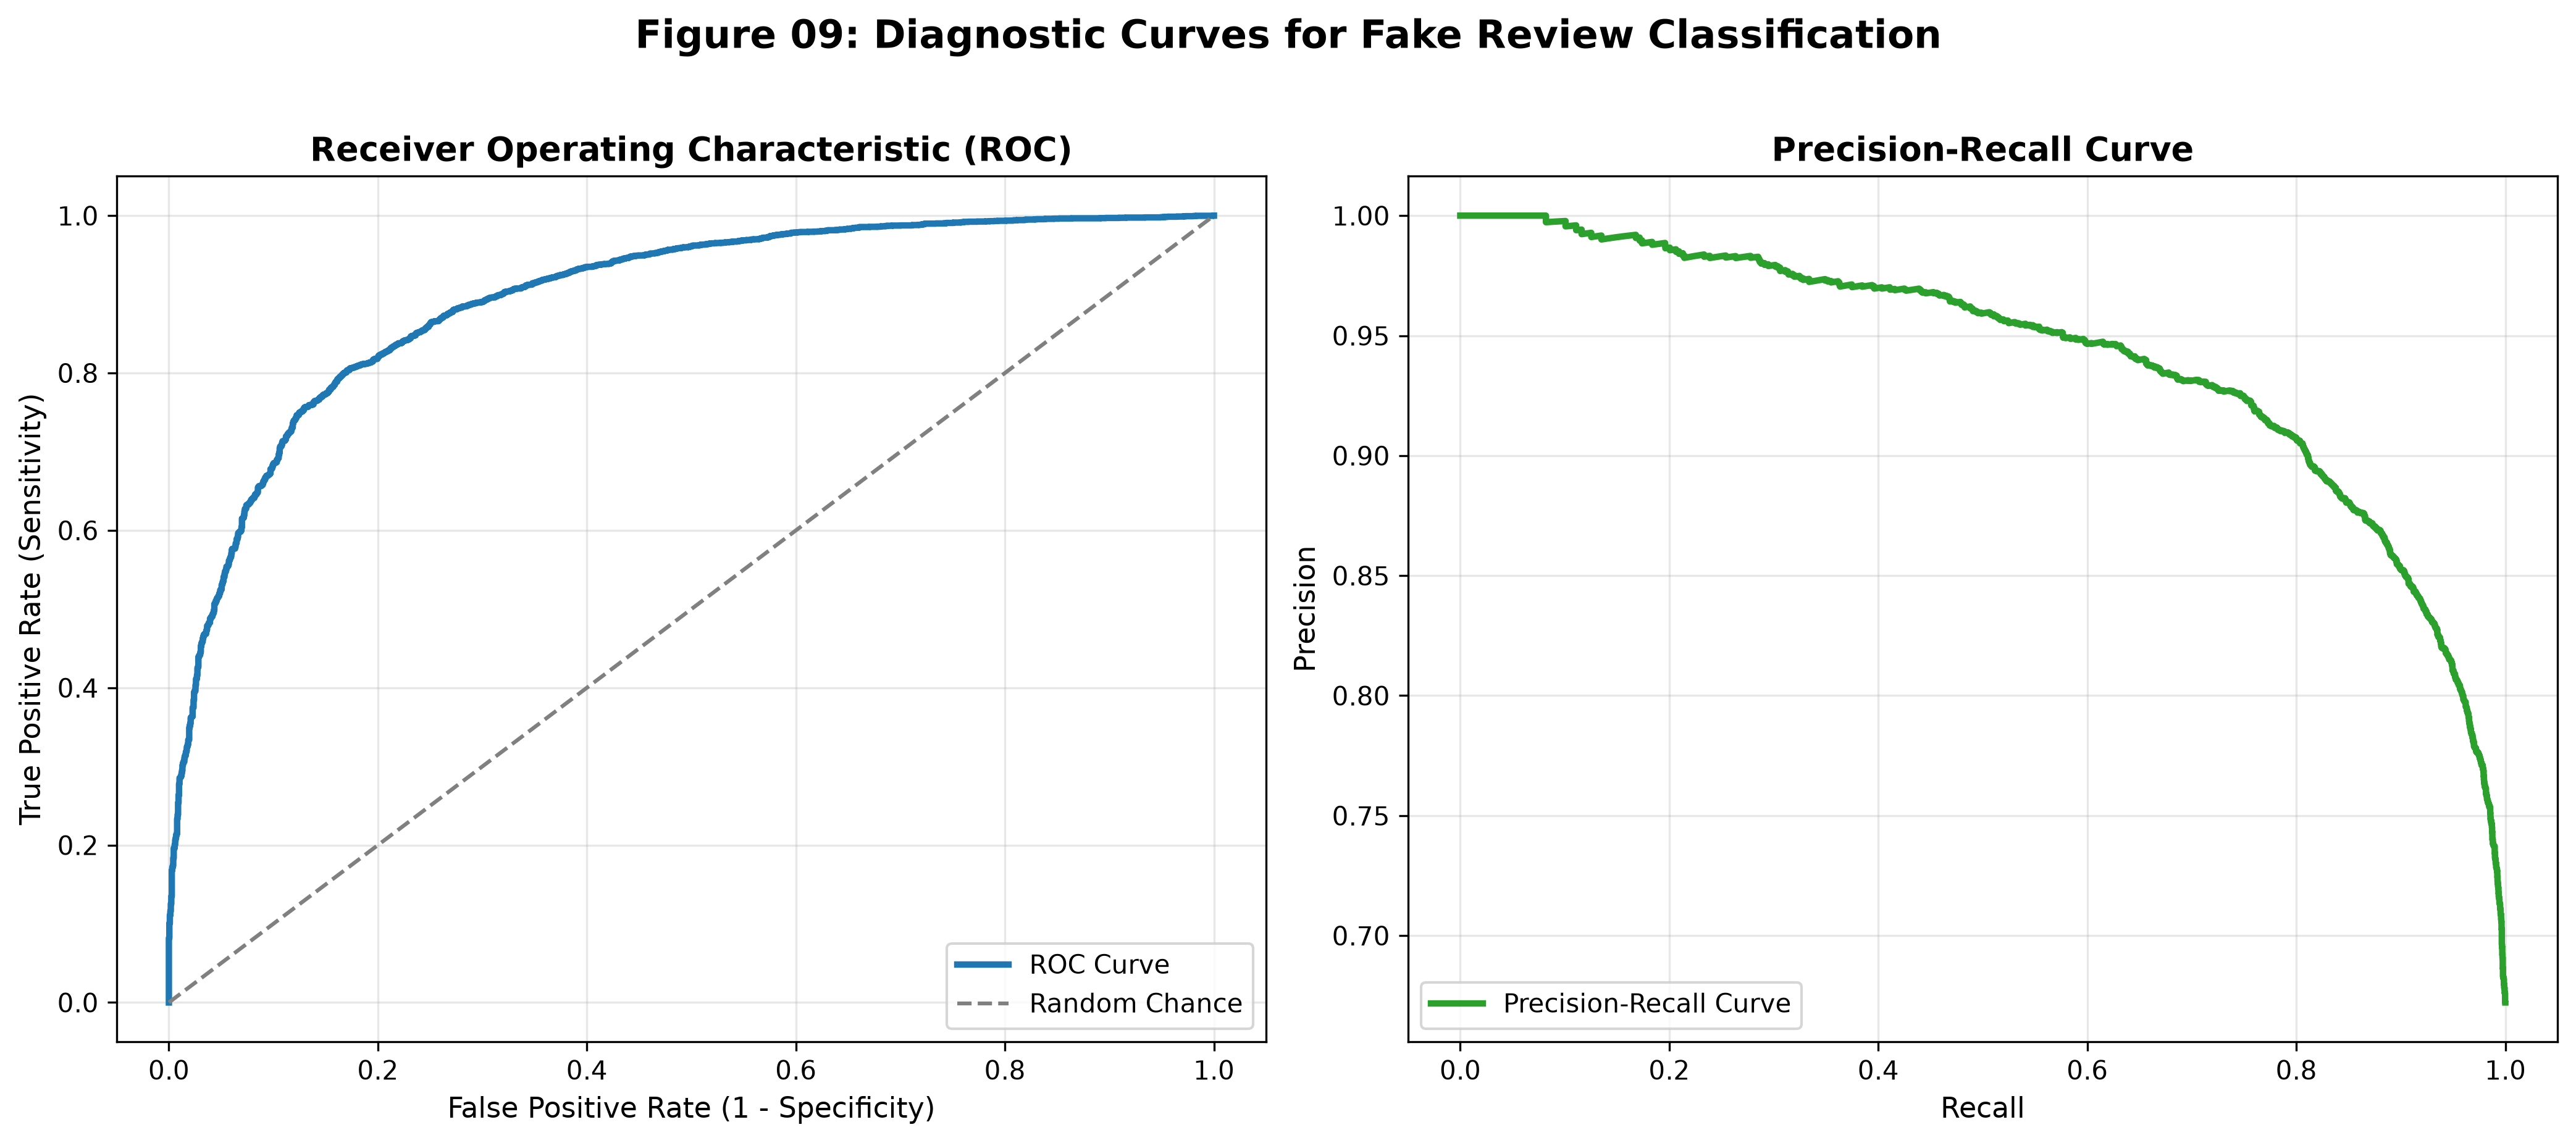 Figure 09: Diagnostic Curves for Fake Review Classification
Receiver Operating Characteristic (ROC)
True Positive Rate (Sensitivity)
1.0
0.8
0.6
0.4
0.2
0.0
0.0 0.2 0.4 0.6 0.8 1.0
False Positive Rate (1 - Specificity)
ROC Curve
Random Chance
Precision-Recall Curve
Precision
1.00
0.95
0.90
0.85
0.80
0.75
0.70
0.0 0.2 0.4 0.6 0.8 1.0
Recall
Precision-Recall Curve